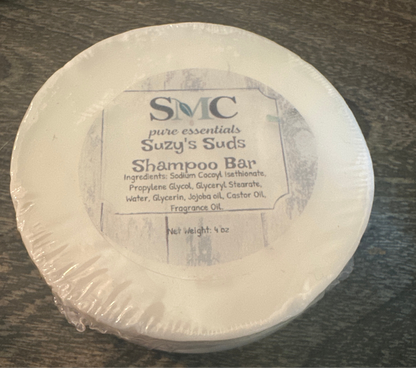 SMC
pure essentials
Suzy's Suds
Shampoo Bar
Ingredients: Sodium Cocoyl Isethionate,
Propylene Glycol, Glyceryl Stearate,
Water, Glycerin, Jojoba oil, Castor Oil,
Fragrance Oil.
Net Weight: 4 oz